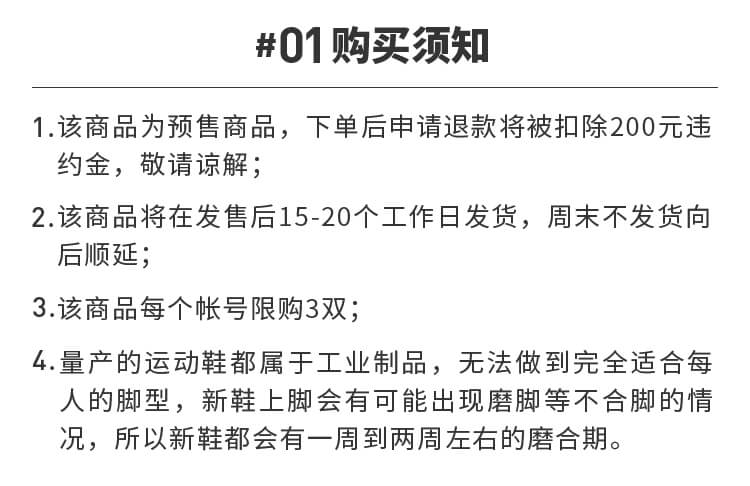 #01购买须知
1.该商品为预售商品，下单后申请退款将被扣除200元违
约金，敬请谅解；
2.该商品将在发售后15-20个工作日发货，周末不发货向
后顺延；
3.该商品每个帐号限购3双；
4.量产的运动鞋都属于工业制品，无法做到完全适合每
人的脚型，新鞋上脚会有可能出现磨脚等不合脚的情
况，所以新鞋都会有一周到两周左右的磨合期。